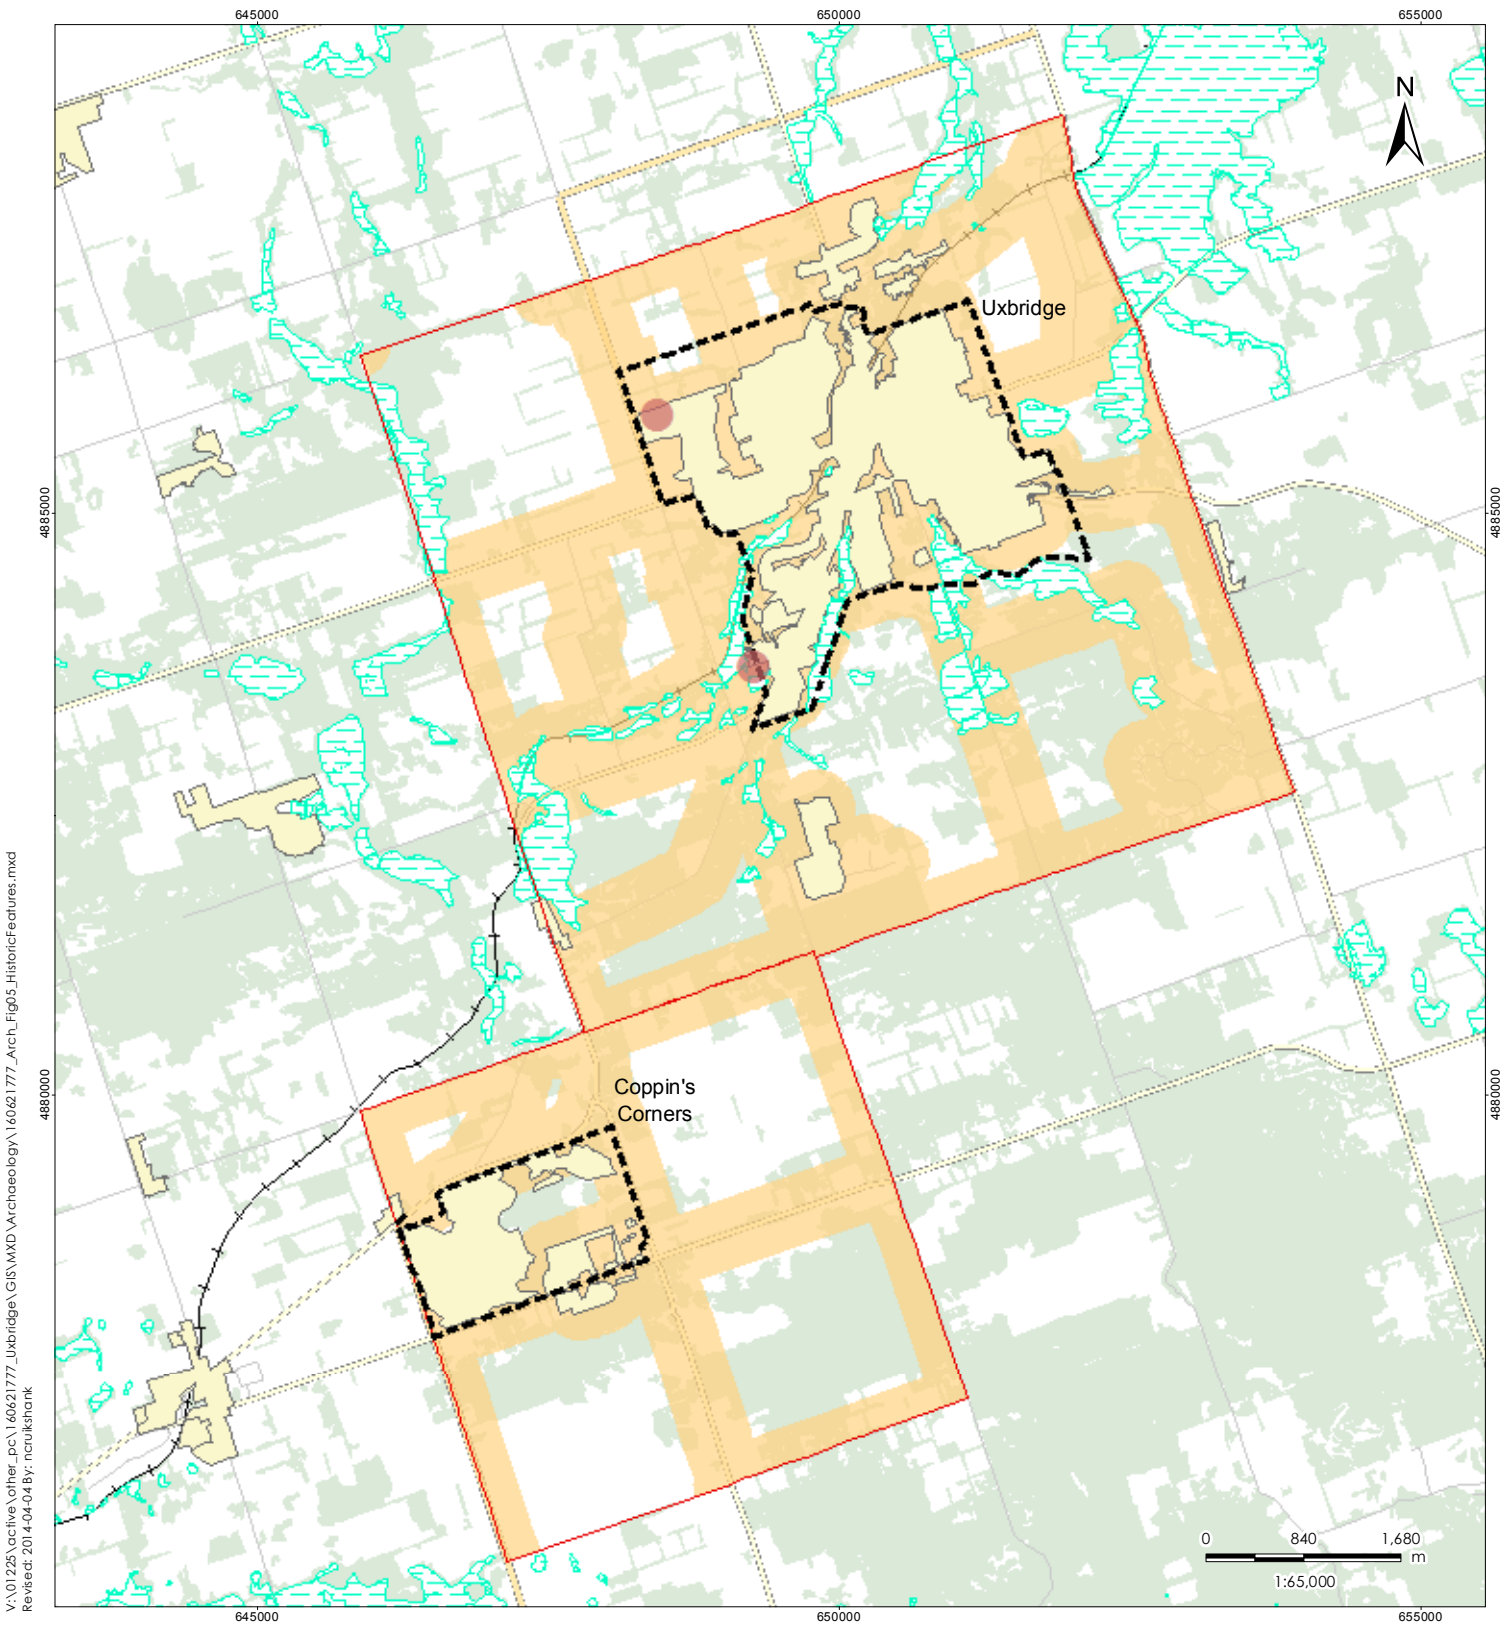 645000
650000
655000
N
Uxbridge
4885000
4885000
4880000
4880000
Coppin's
Corners
0 840 1,680
m
1:65,000
645000
650000
655000
V:\01225\active\other_pc\160621777_Uxbridge\GIS\MXD\Archaeology\160621777_Arch_Fig05_HistoricFeatures.mxd
Revised: 2014-04-04 By: ncruikshank